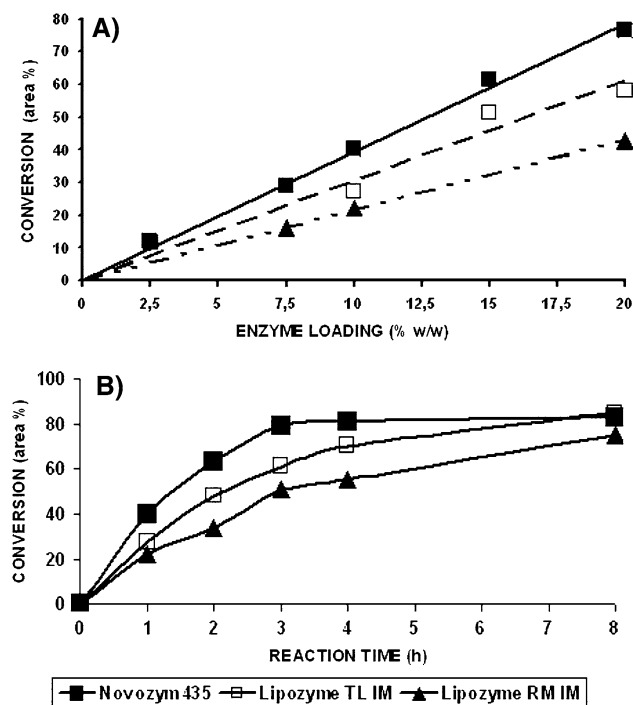 A)
CONVERSION (area %)
80
70
60
50
40
30
20
10
0
0 2,5 5 7,5 10 12,5 15 17,5 20
ENZYME LOADING (% w/w)
B)
CONVERSION (area %)
100
80
60
40
20
0
0 1 2 3 4 5 6 7 8
REACTION TIME (h)
Novozym 435 Lipozyme TL IM Lipozyme RM IM